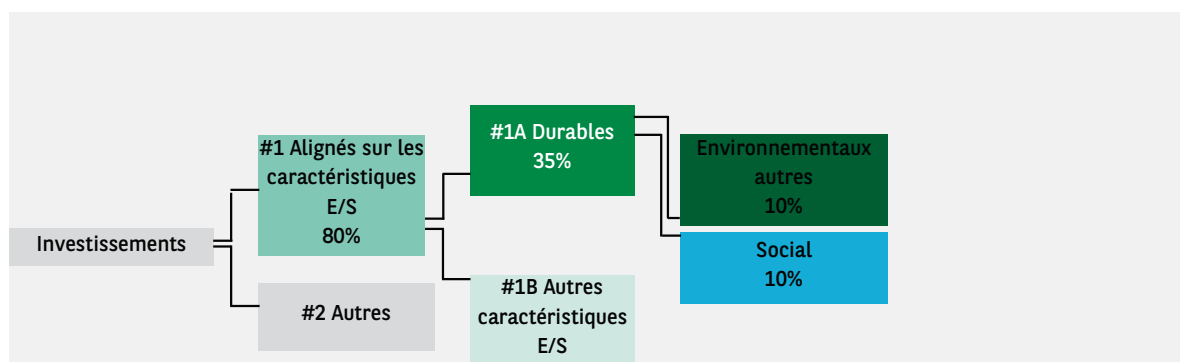 Investissements
#1 Alignés sur les
caractéristiques
E/S
80%
#2 Autres
#1A Durables
35%
#1B Autres
caractéristiques
E/S
Environnementaux
autres
10%
Social
10%